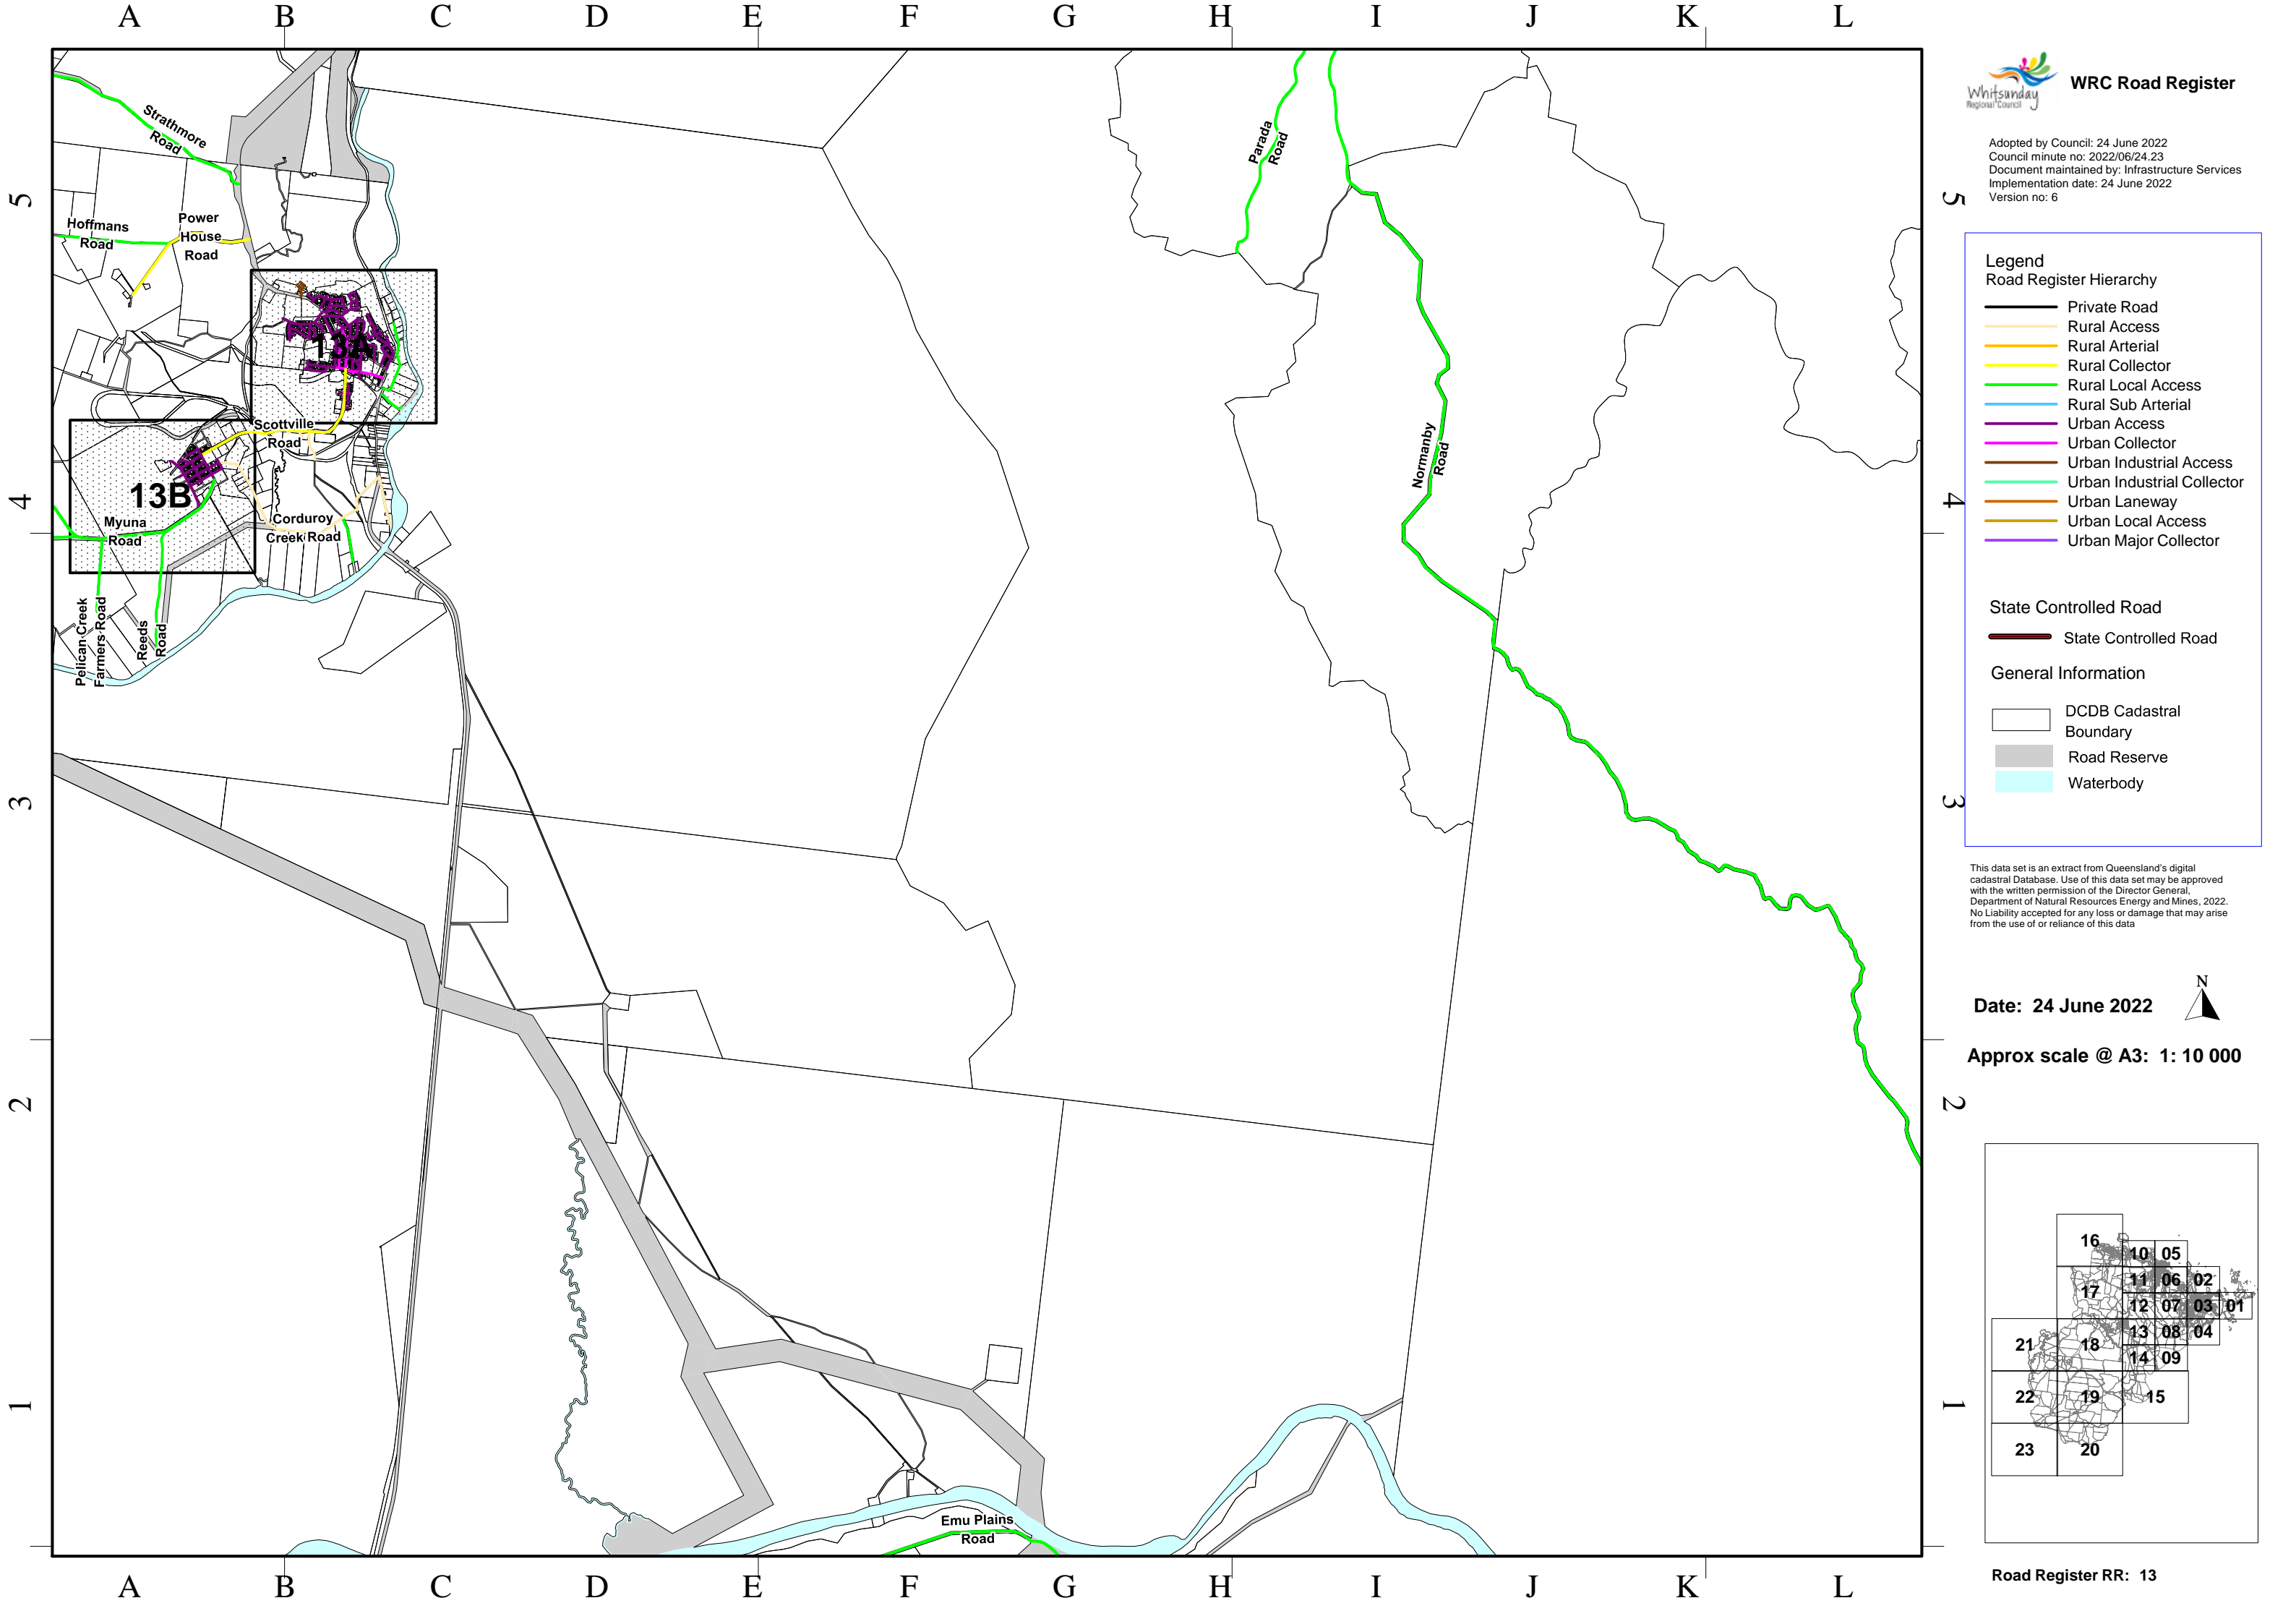 A B C D E F G H I J K L
Whitsunday
Regional Council
WRC Road Register
Adopted by Council: 24 June 2022
Council minute no: 2022/06/24.23
Document maintained by: Infrastructure Services
Implementation date: 24 June 2022
Version no: 6
Legend
Road Register Hierarchy
Private Road
Rural Access
Rural Arterial
Rural Collector
Rural Local Access
Rural Sub Arterial
Urban Access
Urban Collector
Urban Industrial Access
Urban Industrial Collector
Urban Laneway
Urban Local Access
Urban Major Collector
State Controlled Road
State Controlled Road
General Information
DCDB Cadastral
Boundary
Road Reserve
Waterbody
This data set is an extract from Queensland's digital
cadastral Database. Use of this data set may be approved
with the written permission of the Director General,
Department of Natural Resources Energy and Mines, 2022.
No Liability accepted for any loss or damage that may arise
from the use of or reliance of this data
N
Date: 24 June 2022
Approx scale @ A3: 1: 10 000
16
10 05
11 06 02
17
12 07 03 01
13 08 04
21 18
14 09
22 19 15
23 20
Road Register RR: 13
5
4
3
2
1
5
4
3
2
1
Strathmore
Road
Hoffmans
Road
Power
House
Road
13A
Scottville
Road
13B
Myuna
Road
Corduroy
Creek Road
Pelican Creek
Farmers Road
Reeds
Road
Parada
Road
Normanby
Road
Emu Plains
Road
A B C D E F G H I J K L